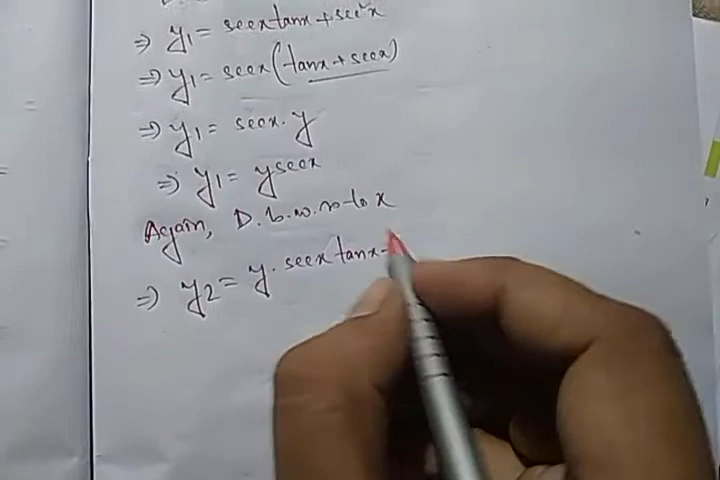 ⇒ y₁ = secx tanx + sec²x
⇒ y₁ = secx (tanx + secx)
⇒ y₁ = secx . y
⇒ y₁ = y secx
Again, D.b.w.r to x
⇒ y₂ = y . secx tanx